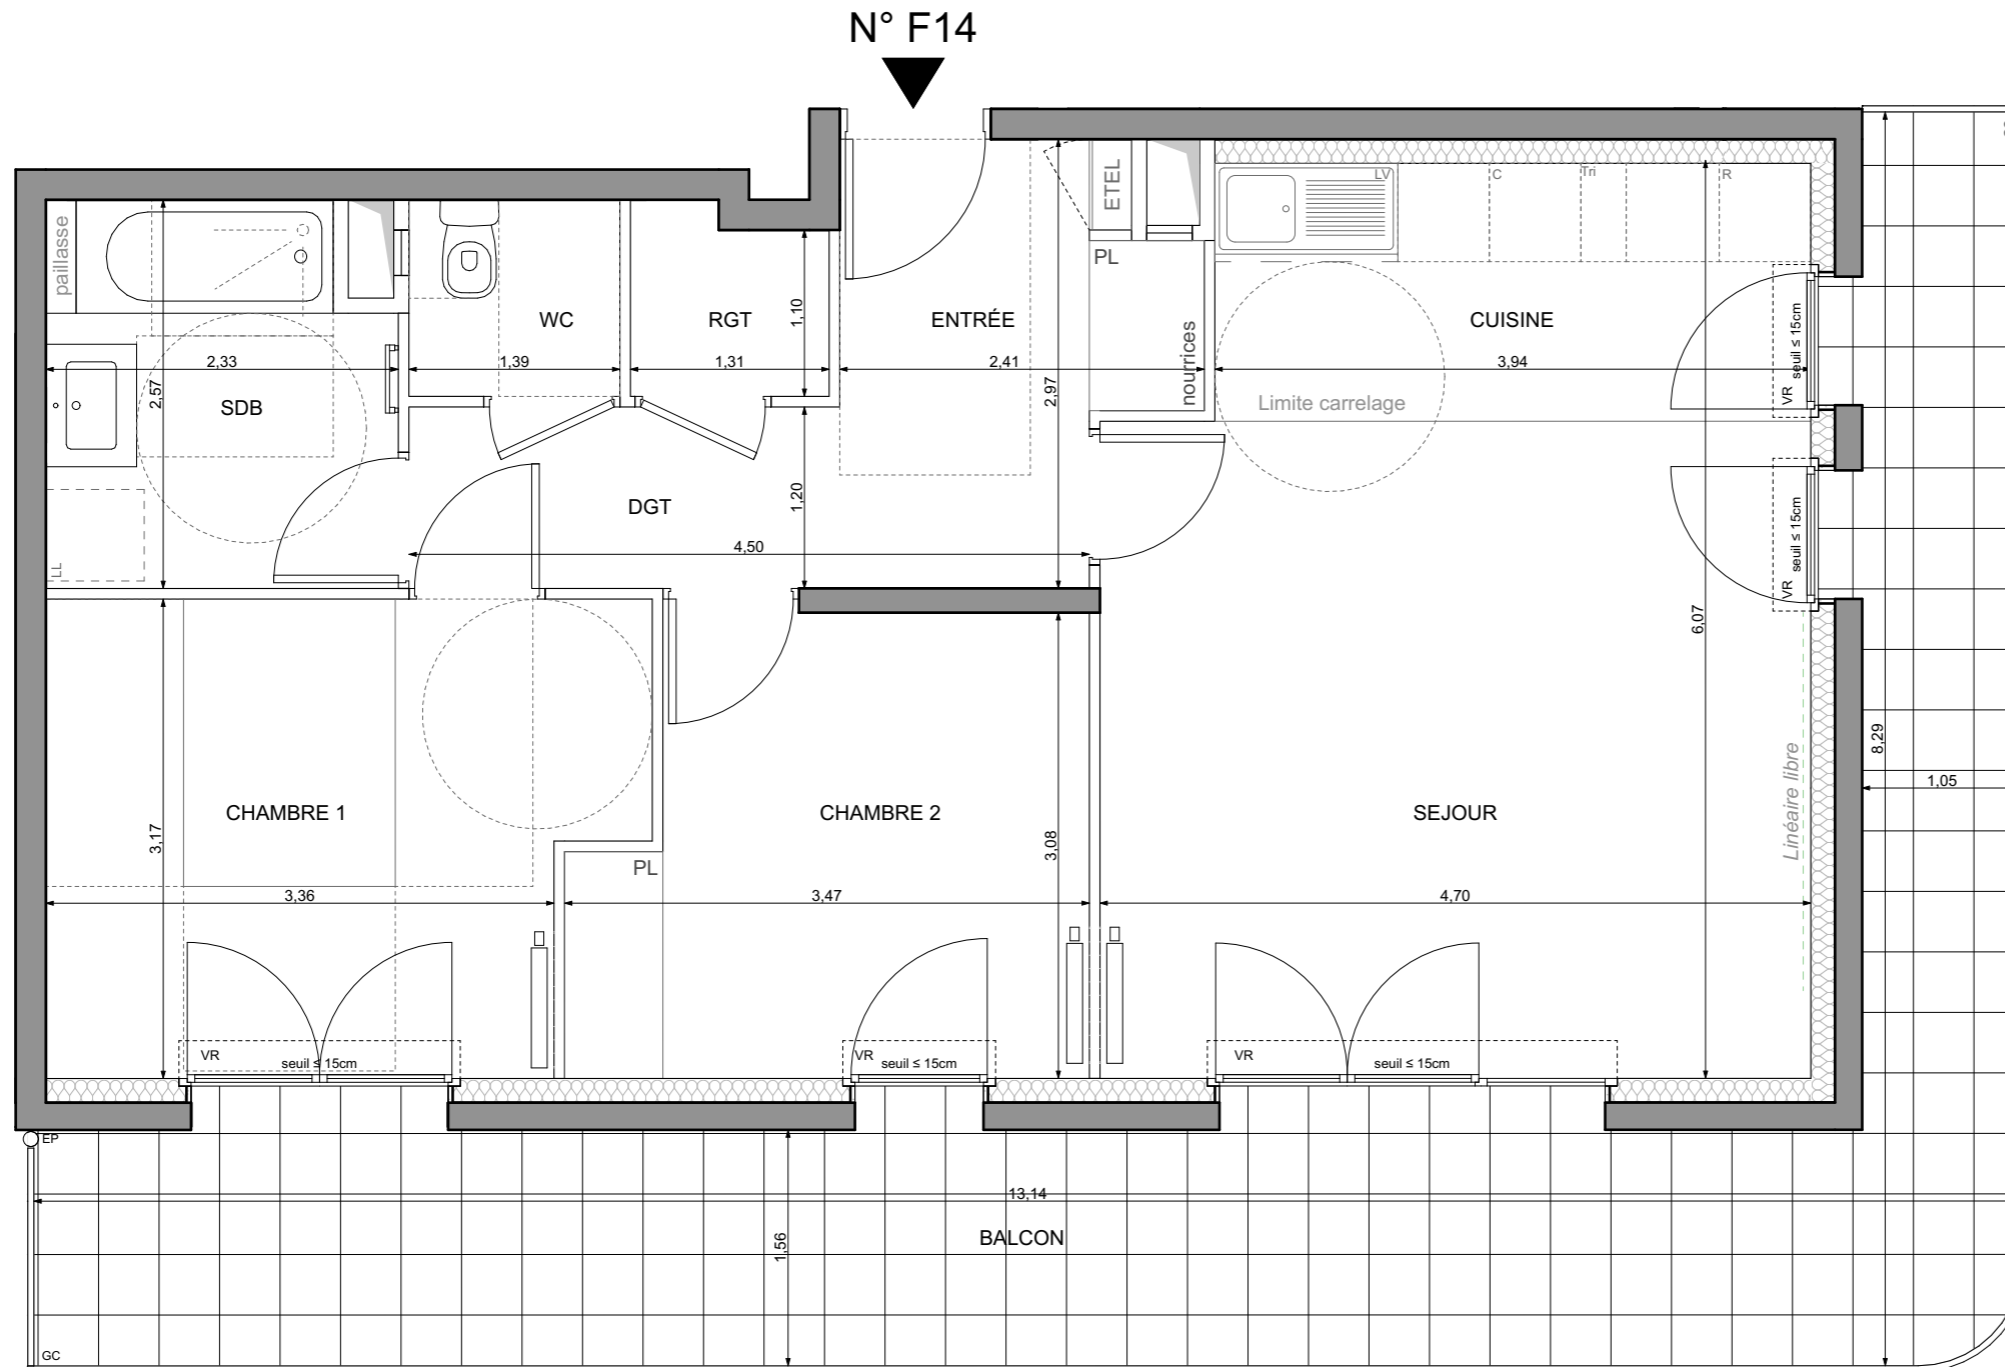 N° F14
paillasse
ETEL
LV
C
Tri
R
PL
WC
RGT
1,10
ENTRÉE
CUISINE
seuil ≤ 15cm
VR
2,33
2,57
1,39
1,31
2,41
2,97
nourrices
3,94
SDB
Limite carrelage
DGT
1,20
4,50
LL
seuil ≤ 15cm
VR
6,07
8,29
1,05
Linéaire libre
CHAMBRE 1
CHAMBRE 2
SEJOUR
3,17
3,08
PL
3,36
3,47
4,70
VR
seuil ≤ 15cm
VR
seuil ≤ 15cm
VR
seuil ≤ 15cm
EP
13,14
BALCON
1,56
GC